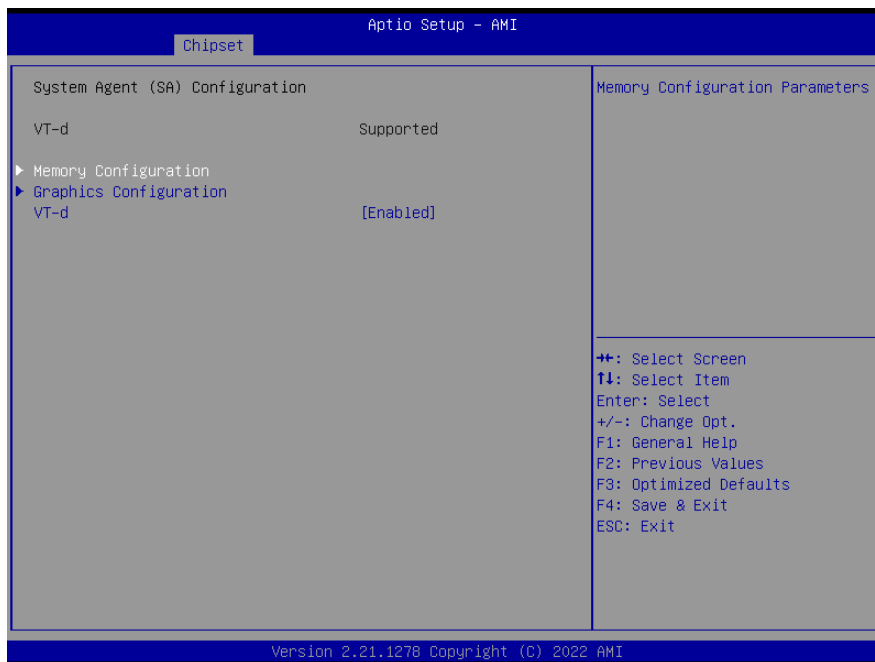 Aptio Setup – AMI
Chipset
System Agent (SA) Configuration
VT-d Supported
▶ Memory Configuration
▶ Graphics Configuration
VT-d [Enabled]
Memory Configuration Parameters
→←: Select Screen
↑↓: Select Item
Enter: Select
+/-: Change Opt.
F1: General Help
F2: Previous Values
F3: Optimized Defaults
F4: Save & Exit
ESC: Exit
Version 2.21.1278 Copyright (C) 2022 AMI